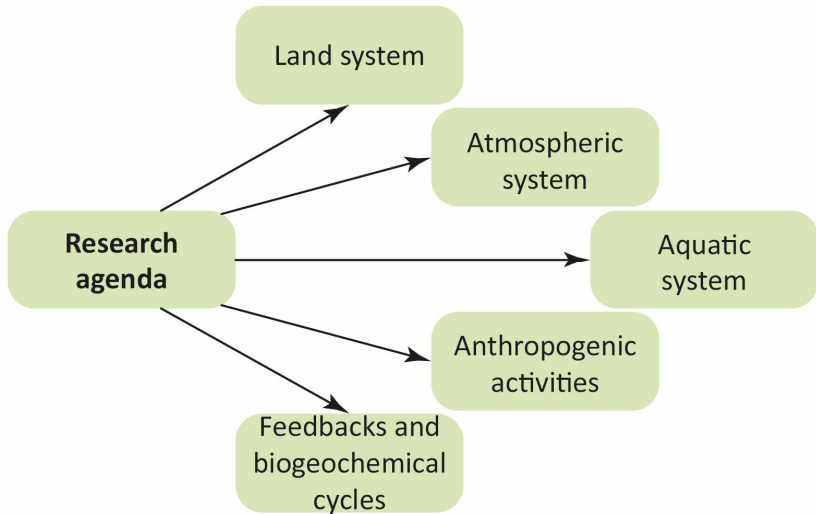 Land system
Atmospheric
system
Research
agenda
Aquatic
system
Anthropogenic
activities
Feedbacks and
biogeochemical
cycles